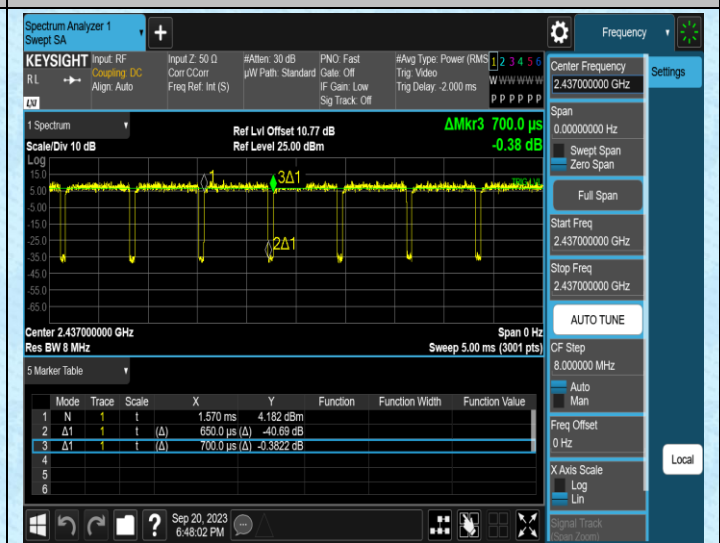 Spectrum Analyzer 1
Swept SA
Frequency
KEYSIGHT
RL
LXI
Input: RF
Coupling: DC
Align: Auto
Input Z: 50 Ω
Corr CCorr
Freq Ref: Int (S)
#Atten: 30 dB
µW Path: Standard
PNO: Fast
Gate: Off
IF Gain: Low
Sig Track: Off
#Avg Type: Power (RMS
Trig: Video
Trig Delay: -2.000 ms
1 2 3 4 5 6
W W W W W W
P P P P P P
Center Frequency
2.437000000 GHz
Settings
1 Spectrum
Scale/Div 10 dB
Ref Lvl Offset 10.77 dB
Ref Level 25.00 dBm
ΔMkr3 700.0 µs
-0.38 dB
Log
15.0
5.00
-5.00
-15.0
-25.0
-35.0
-45.0
-55.0
-65.0
1
3Δ1
2Δ1
TRIG LVL
Center 2.437000000 GHz
Res BW 8 MHz
Span 0 Hz
Sweep 5.00 ms (3001 pts)
Span
0.00000000 Hz
Swept Span
Zero Span
Full Span
Start Freq
2.437000000 GHz
Stop Freq
2.437000000 GHz
AUTO TUNE
CF Step
8.000000 MHz
Auto
Man
Freq Offset
0 Hz
X Axis Scale
Log
Lin
Signal Track
(Span Zoom)
Local
5 Marker Table
Mode Trace Scale X Y Function Function Width Function Value
1 N 1 t 1.570 ms 4.182 dBm
2 Δ1 1 t (Δ) 650.0 µs (Δ) -40.69 dB
3 Δ1 1 t (Δ) 700.0 µs (Δ) -0.3822 dB
4
5
6
?
Sep 20, 2023
6:48:02 PM